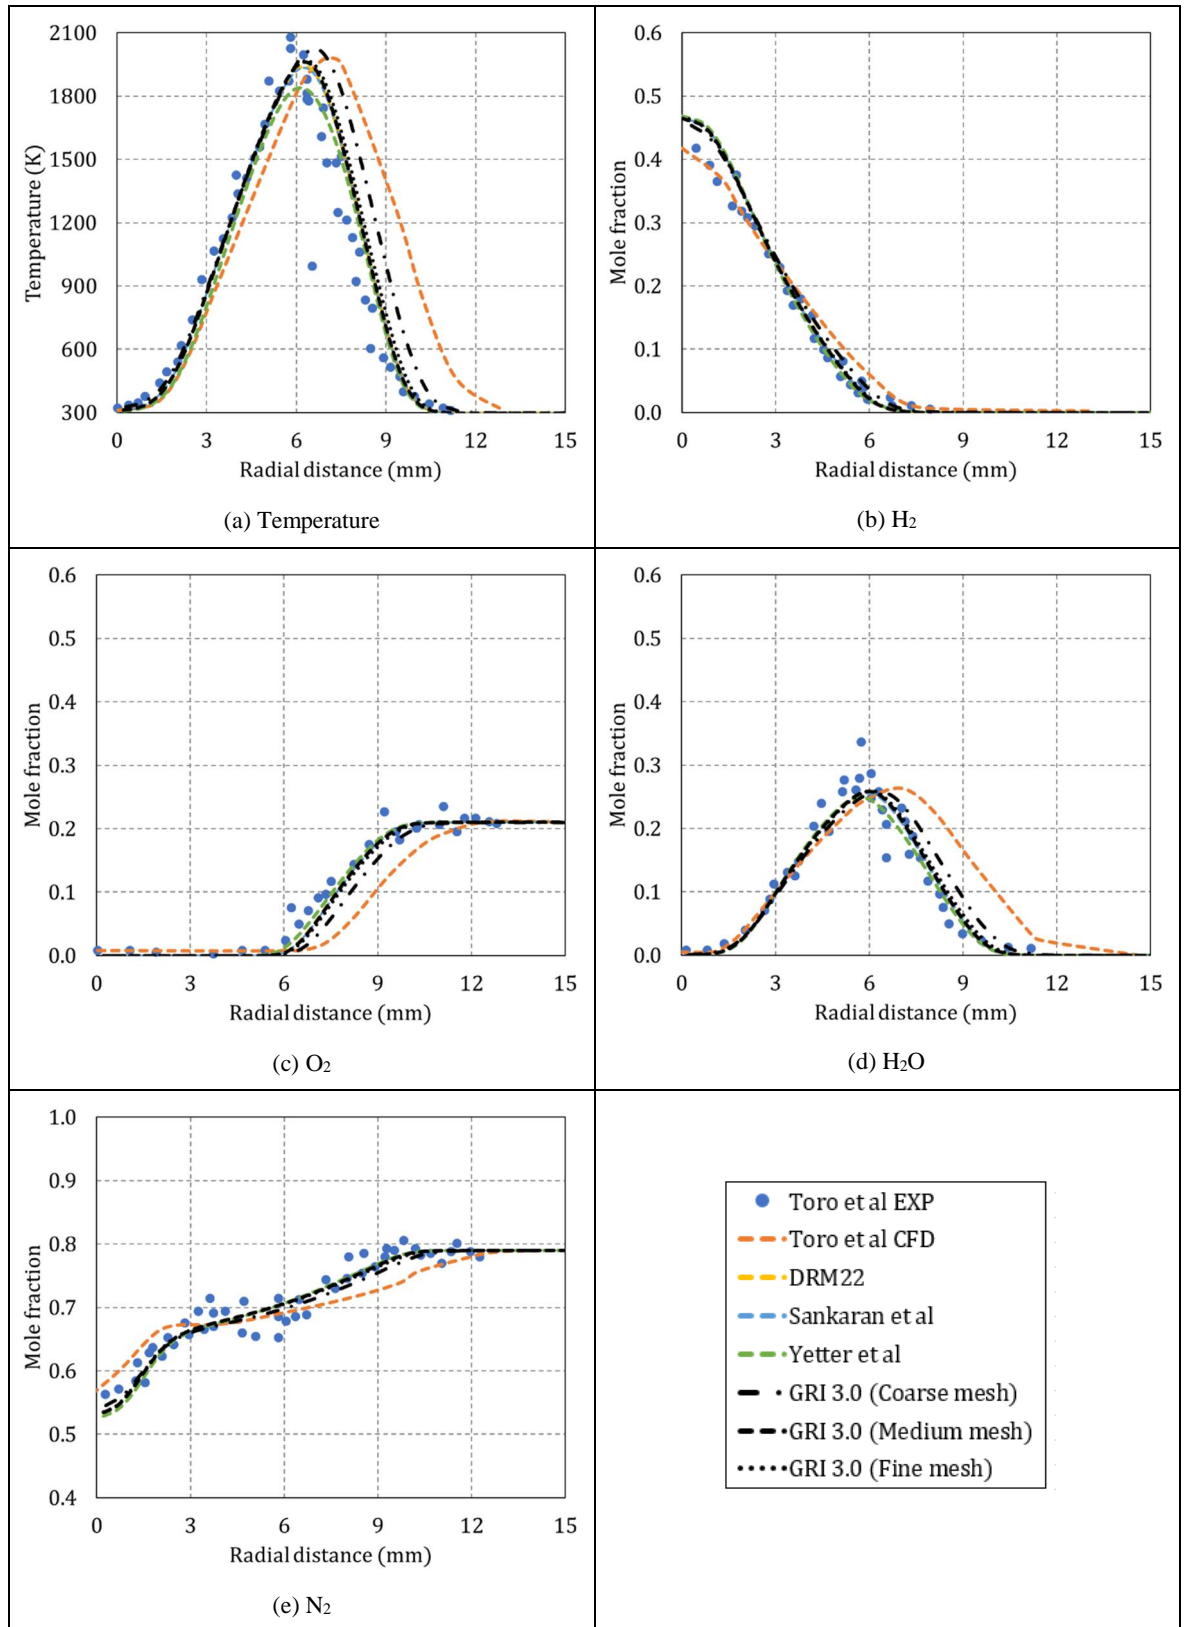 2100
1800
1500
1200
900
600
300
Temperature (K)
0 3 6 9 12 15
Radial distance (mm)
(a) Temperature
0.6
0.5
0.4
0.3
0.2
0.1
0.0
Mole fraction
0 3 6 9 12 15
Radial distance (mm)
(b) H2
0.6
0.5
0.4
0.3
0.2
0.1
0.0
Mole fraction
0 3 6 9 12 15
Radial distance (mm)
(c) O2
0.6
0.5
0.4
0.3
0.2
0.1
0.0
Mole fraction
0 3 6 9 12 15
Radial distance (mm)
(d) H2O
1.0
0.9
0.8
0.7
0.6
0.5
0.4
Mole fraction
0 3 6 9 12 15
Radial distance (mm)
(e) N2
Toro et al EXP
Toro et al CFD
DRM22
Sankaran et al
Yetter et al
GRI 3.0 (Coarse mesh)
GRI 3.0 (Medium mesh)
GRI 3.0 (Fine mesh)